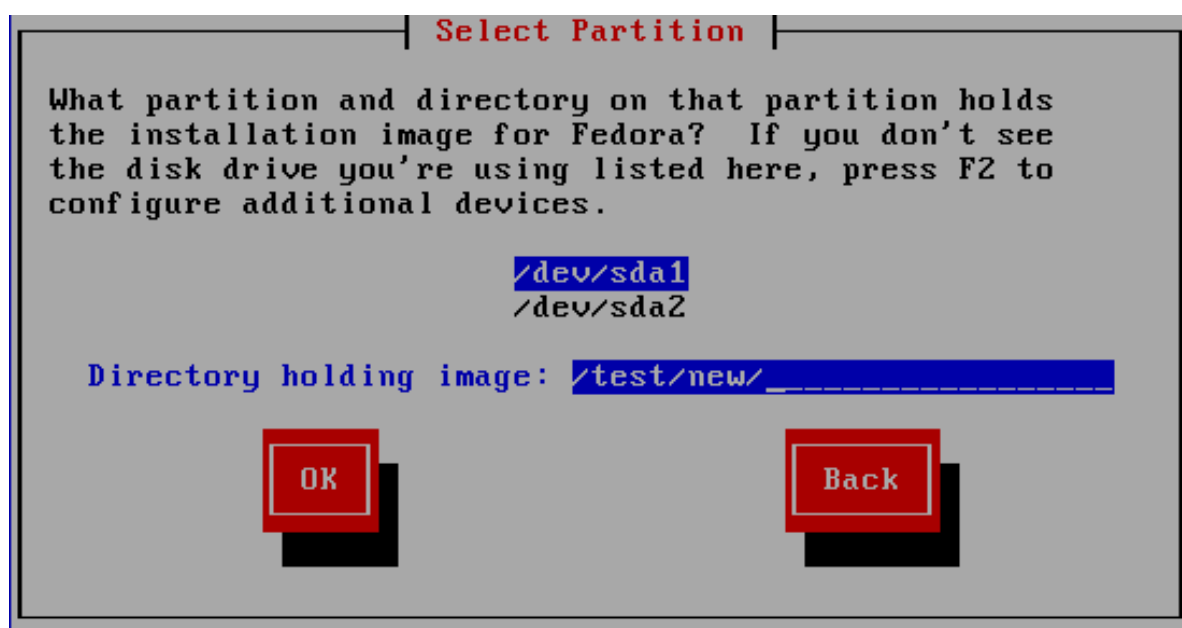 Select Partition
What partition and directory on that partition holds
the installation image for Fedora?  If you don't see
the disk drive you're using listed here, press F2 to
configure additional devices.
/dev/sda1
/dev/sda2
Directory holding image: /test/new/__________________
OK
Back